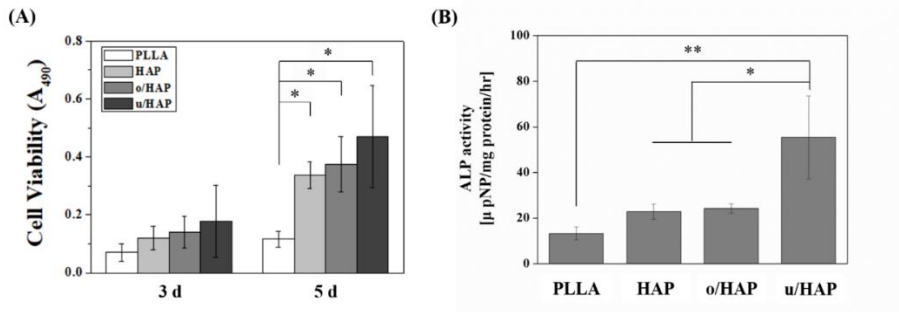 (A)
Cell Viability (A490)
0.8
0.6
0.4
0.2
0.0
PLLA
HAP
o/HAP
u/HAP
*
*
*
3 d
5 d
(B)
ALP activity
[μ pNP/mg protein/hr]
100
80
60
40
20
0
**
*
PLLA
HAP
o/HAP
u/HAP